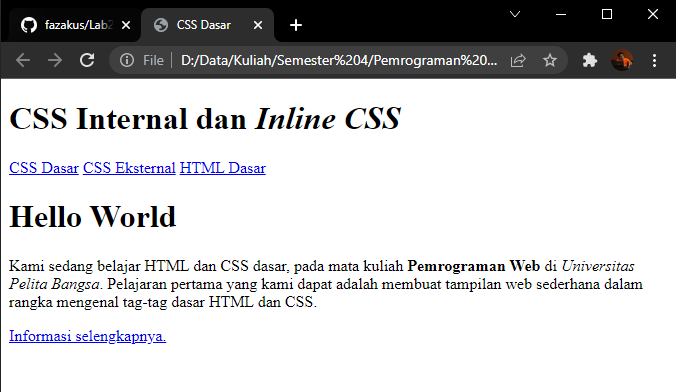 fazakus/Lab2
CSS Dasar
File
D:/Data/Kuliah/Semester%204/Pemrograman%20...
CSS Internal dan Inline CSS
CSS Dasar CSS Eksternal HTML Dasar
Hello World
Kami sedang belajar HTML dan CSS dasar, pada mata kuliah Pemrograman Web di Universitas
Pelita Bangsa. Pelajaran pertama yang kami dapat adalah membuat tampilan web sederhana dalam
rangka mengenal tag-tag dasar HTML dan CSS.
Informasi selengkapnya.